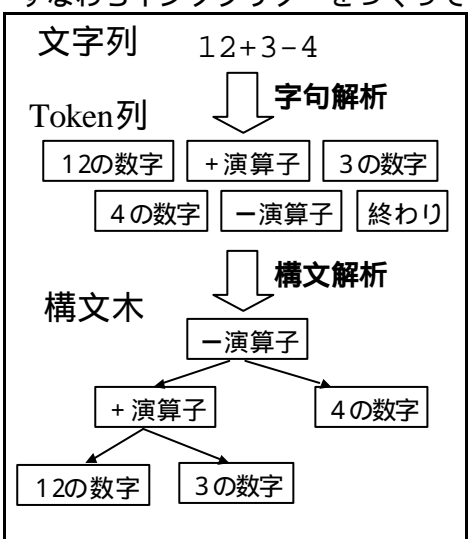 すなわちインタプリターをつくって
文字列 12+3-4
字句解析
Token列
12の数字 +演算子 3の数字
4の数字 ー演算子 終わり
構文解析
構文木
ー演算子
+演算子 4の数字
12の数字 3の数字